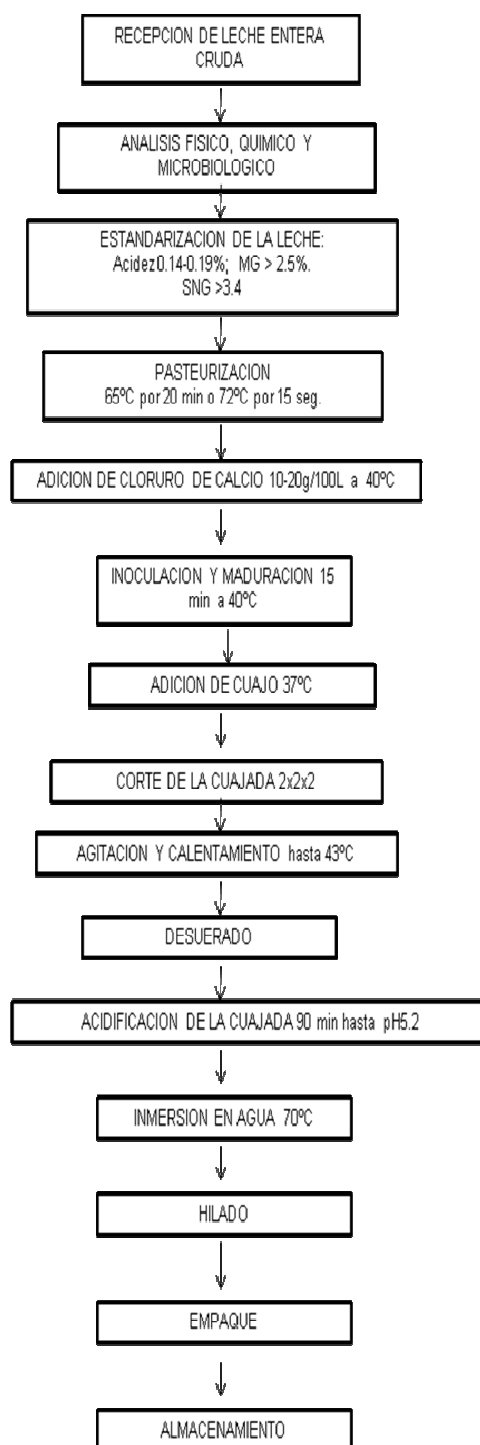 RECEPCION DE LECHE ENTERA
CRUDA
ANALISIS FISICO, QUIMICO Y
MICROBIOLOGICO
ESTANDARIZACION DE LA LECHE:
Acidez0.14-0.19%; MG > 2.5%.
SNG >3.4
PASTEURIZACION
65ºC por 20 min o 72ºC por 15 seg.
ADICION DE CLORURO DE CALCIO 10-20g/100L a 40ºC
INOCULACION Y MADURACION 15
min a 40ºC
ADICION DE CUAJO 37ºC
CORTE DE LA CUAJADA 2x2x2
AGITACION Y CALENTAMIENTO hasta 43ºC
DESUERADO
ACIDIFICACION DE LA CUAJADA 90 min hasta pH5.2
INMERSION EN AGUA 70ºC
HILADO
EMPAQUE
ALMACENAMIENTO